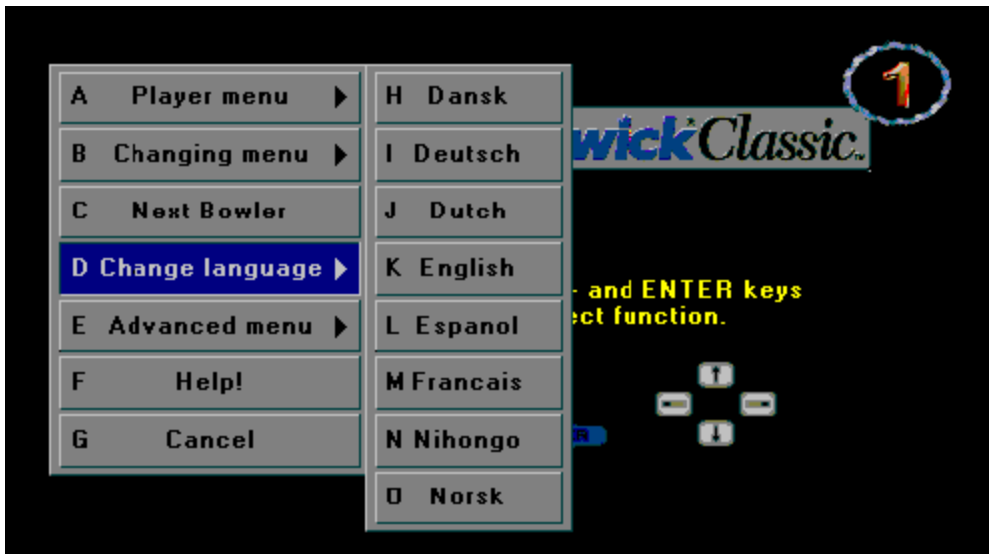 1
A Player menu
B Changing menu
C Next Bowler
D Change language
E Advanced menu
F Help!
G Cancel
H Dansk
I Deutsch
J Dutch
K English
L Espanol
M Francais
N Nihongo
O Norsk
wick Classic™
- and ENTER keys
ect function.